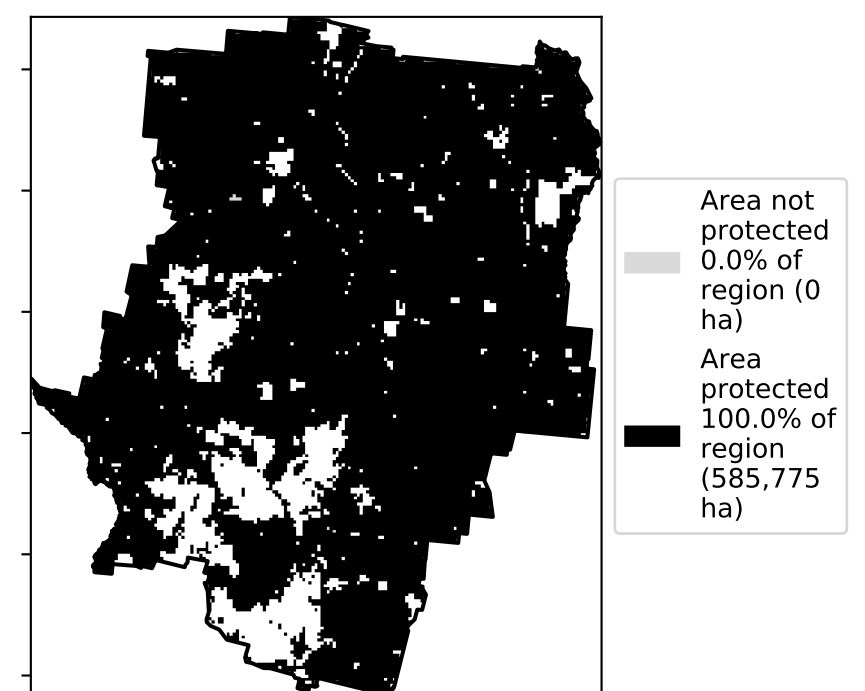 Area not
protected
0.0% of
region (0
ha)
Area
protected
100.0% of
region
(585,775
ha)